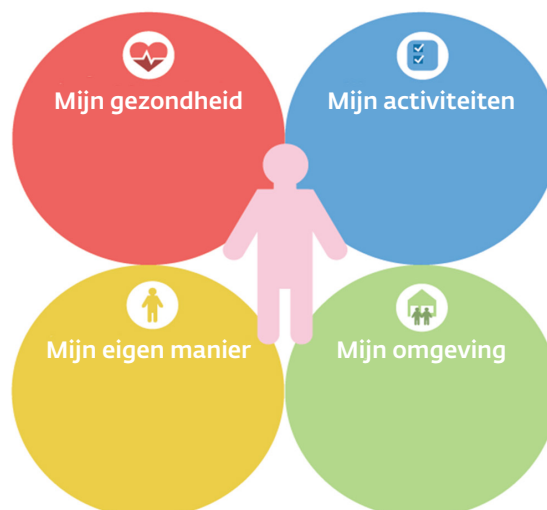 Mijn gezondheid
Mijn activiteiten
Mijn eigen manier
Mijn omgeving